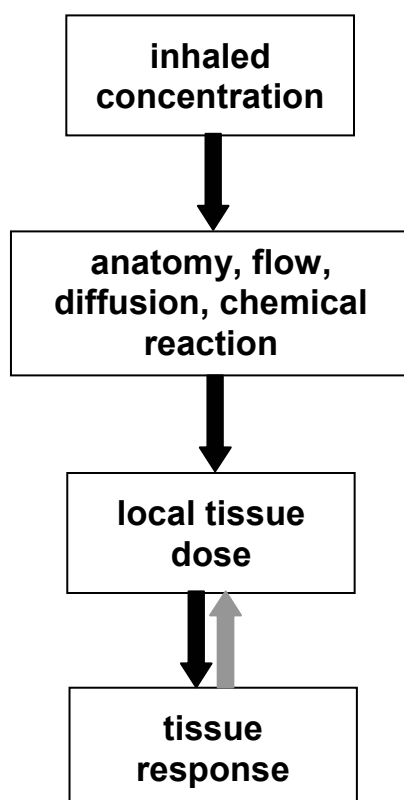 inhaled
concentration
anatomy, flow,
diffusion, chemical
reaction
local tissue
dose
tissue
response